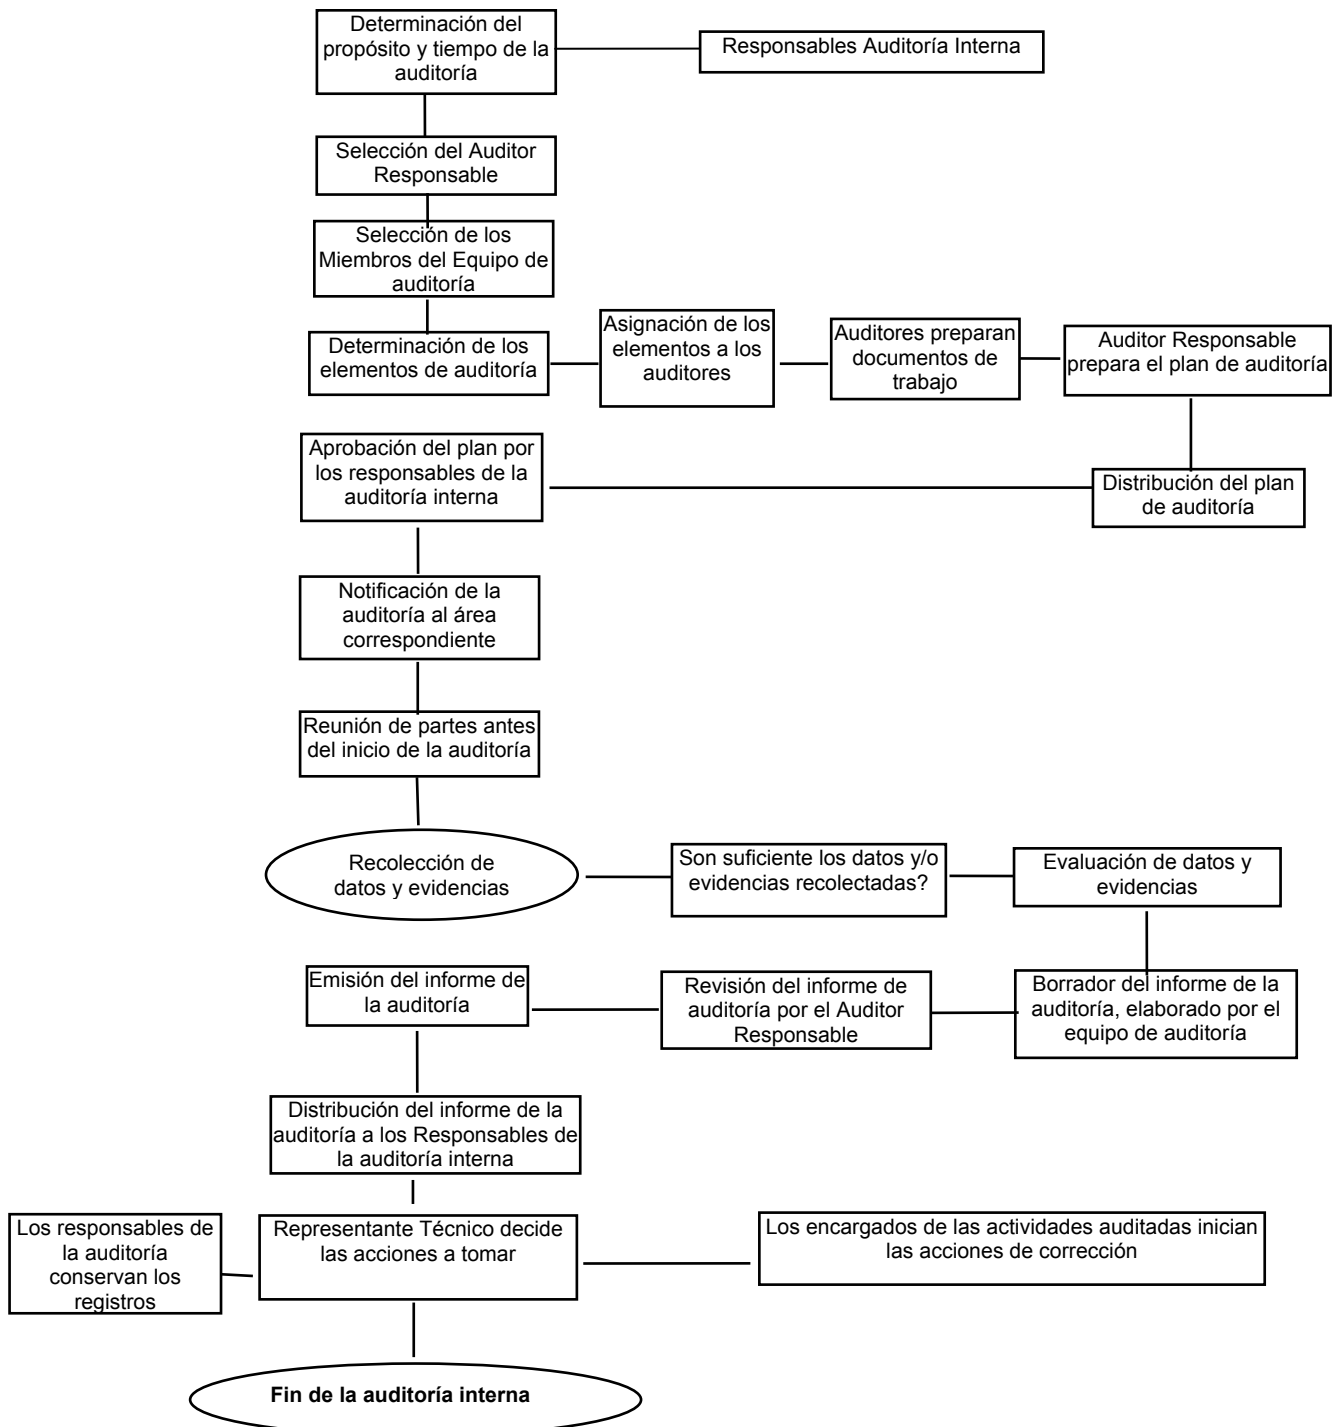 Determinación del
propósito y tiempo de la
auditoría
Responsables Auditoría Interna
Selección del Auditor
Responsable
Selección de los
Miembros del Equipo de
auditoría
Determinación de los
elementos de auditoría
Asignación de los
elementos a los
auditores
Auditores preparan
documentos de
trabajo
Auditor Responsable
prepara el plan de auditoría
Distribución del plan
de auditoría
Aprobación del plan por
los responsables de la
auditoría interna
Notificación de la
auditoría al área
correspondiente
Reunión de partes antes
del inicio de la auditoría
Recolección de
datos y evidencias
Son suficiente los datos y/o
evidencias recolectadas?
Evaluación de datos y
evidencias
Borrador del informe de la
auditoría, elaborado por el
equipo de auditoría
Revisión del informe de
auditoría por el Auditor
Responsable
Emisión del informe de
la auditoría
Distribución del informe de la
auditoría a los Responsables de
la auditoría interna
Los responsables de
la auditoría
conservan los
registros
Representante Técnico decide
las acciones a tomar
Los encargados de las actividades auditadas inician
las acciones de corrección
Fin de la auditoría interna